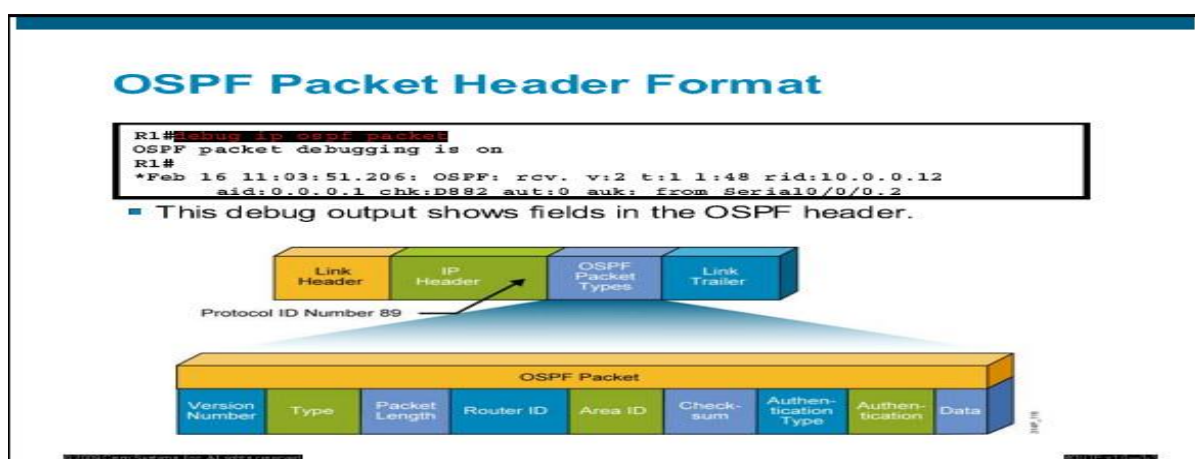 OSPF Packet Header Format
R1#debug ip ospf packet
OSPF packet debugging is on
R1#
*Feb 16 11:03:51.206: OSPF: rcv. v:2 t:1 l:48 rid:10.0.0.12
aid:0.0.0.1 chk:D882 aut:0 auk: from Serial0/0/0.2
This debug output shows fields in the OSPF header.
Link Header
IP Header
OSPF Packet Types
Link Trailer
Protocol ID Number 89
OSPF Packet
Version Number
Type
Packet Length
Router ID
Area ID
Check-sum
Authen-tication Type
Authen-tication
Data